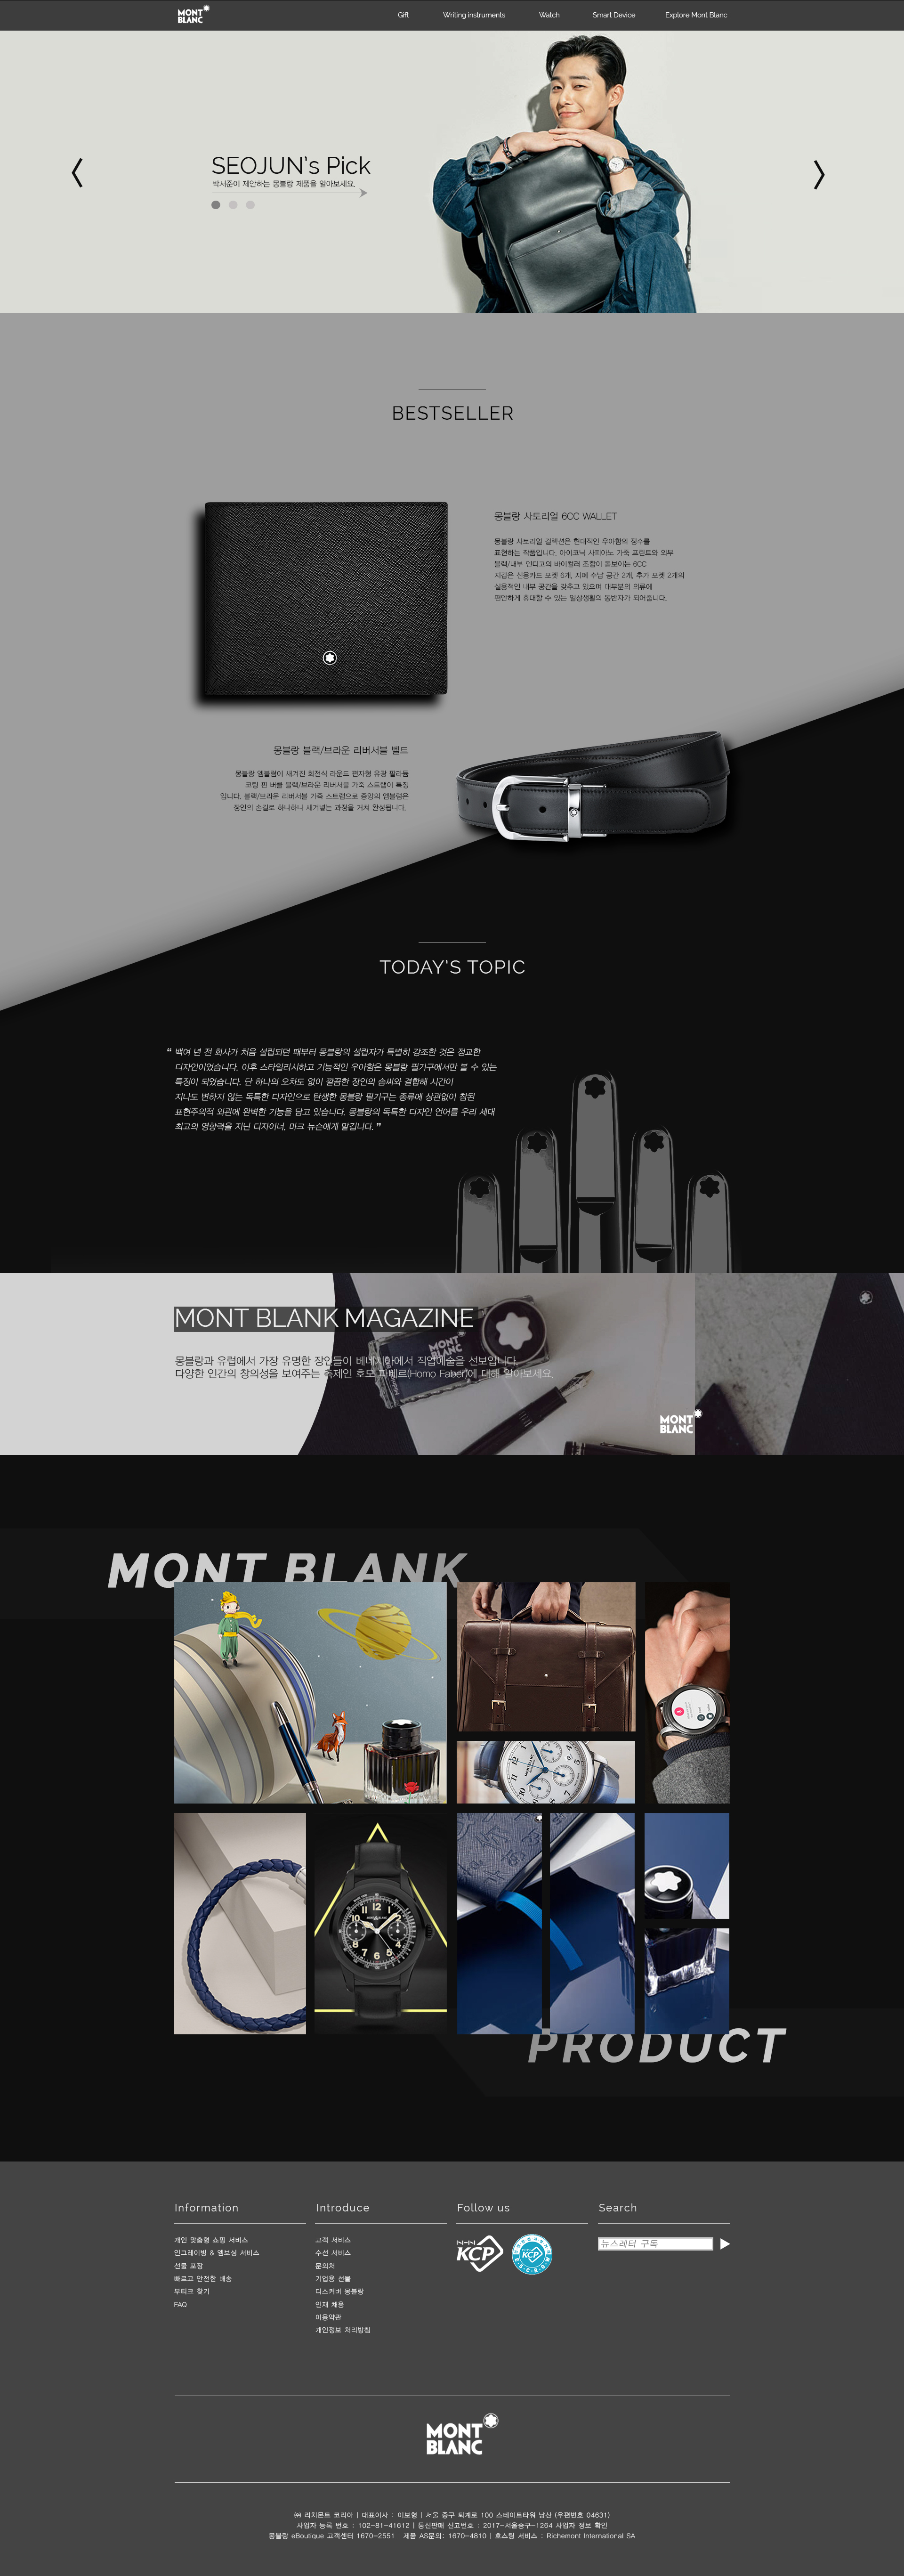 MONT
BLANC
Gift
Writing instruments
Watch
Smart Device
Explore Mont Blanc
SEOJUN's Pick
박서준이 제안하는 몽블랑 제품을 알아보세요.
BESTSELLER
몽블랑 사토리얼 6CC WALLET
몽블랑 사토리얼 컬렉션은 현대적인 우아함의 정수를
표현하는 작품입니다. 아이코닉 사피아노 가죽 프린트와 외부
블랙/내부 인디고의 바이컬러 조합이 돋보이는 6CC
지갑은 신용카드 포켓 6개, 지폐 수납 공간 2개, 추가 포켓 2개의
실용적인 내부 공간을 갖추고 있으며 대부분의 의류에
편안하게 휴대할 수 있는 일상생활의 동반자가 되어줍니다.
몽블랑 블랙/브라운 리버서블 벨트
몽블랑 엠블럼이 새겨진 회전식 라운드 편자형 유광 팔라듐
코팅 핀 버클 블랙/브라운 리버서블 가죽 스트랩이 특징
입니다. 블랙/브라운 리버서블 가죽 스트랩으로 중앙의 엠블럼은
장인의 손길로 하나하나 새겨넣는 과정을 거쳐 완성됩니다.
TODAY'S TOPIC
“ 백여 년 전 회사가 처음 설립되던 때부터 몽블랑의 설립자가 특별히 강조한 것은 정교한
디자인이었습니다. 이후 스타일리시하고 기능적인 우아함은 몽블랑 필기구에서만 볼 수 있는
특징이 되었습니다. 단 하나의 오차도 없이 깔끔한 장인의 솜씨와 결합해 시간이
지나도 변하지 않는 독특한 디자인으로 탄생한 몽블랑 필기구는 종류에 상관없이 참된
표현주의적 외관에 완벽한 기능을 담고 있습니다. 몽블랑의 독특한 디자인 언어를 우리 세대
최고의 영향력을 지닌 디자이너, 마크 뉴슨에게 맡깁니다. ”
MONT BLANK MAGAZINE
몽블랑과 유럽에서 가장 유명한 장인들이 베네치아에서 직업예술을 선보입니다.
다양한 인간의 창의성을 보여주는 축제인 호모 파베르(Homo Faber)에 대해 알아보세요.
MONT
BLANC
MONT
BLANC
MONT BLANK
PRODUCT
Information
개인 맞춤형 쇼핑 서비스
인그레이빙 & 엠보싱 서비스
선물 포장
빠르고 안전한 배송
부티크 찾기
FAQ
Introduce
고객 서비스
수선 서비스
문의처
기업용 선물
디스커버 몽블랑
인재 채용
이용약관
개인정보 처리방침
Follow us
NHN
KCP
KCP
Search
뉴스레터 구독
MONT
BLANC
㈜ 리치몬트 코리아 | 대표이사 : 이보형 | 서울 중구 퇴계로 100 스테이트타워 남산 (우편번호 04631)
사업자 등록 번호 : 102-81-41612 | 통신판매 신고번호 : 2017-서울중구-1264 사업자 정보 확인
몽블랑 eBoutique 고객센터 1670-2551 | 제품 AS문의: 1670-4810 | 호스팅 서비스 : Richemont International SA